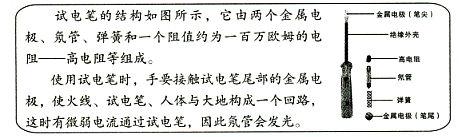 试电笔的结构如图所示，它由两个金属电
极、氖管、弹簧和一个阻值约为一百万欧姆的电
阻——高电阻等组成。
使用试电笔时，手要接触试电笔尾部的金属电
极，使火线、试电笔、人体与大地构成一个回路，
这时有微弱电流通过试电笔，因此氖管会发光。
金属电极（笔尖）
绝缘外壳
高电阻
氖管
弹簧
金属电极（笔尾）